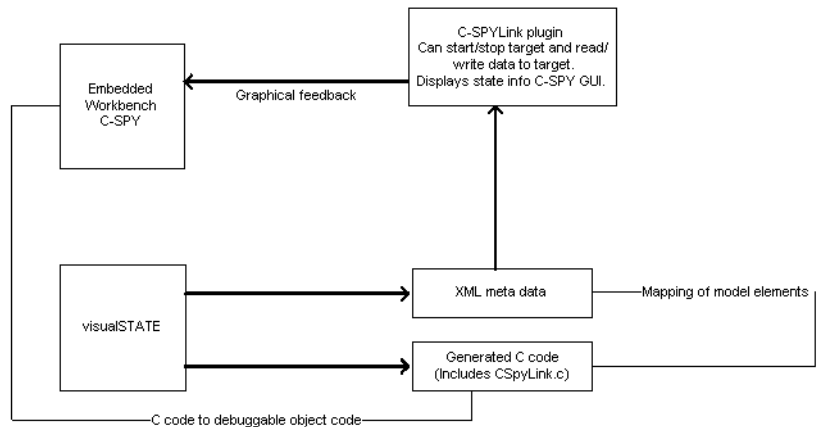 C-SPYLink plugin
Can start/stop target and read/
write data to target.
Displays state info C-SPY GUI.
Embedded
Workbench
C-SPY
Graphical feedback
visualSTATE
XML meta data
Mapping of model elements
Generated C code
(Includes CSpyLink.c)
C code to debuggable object code